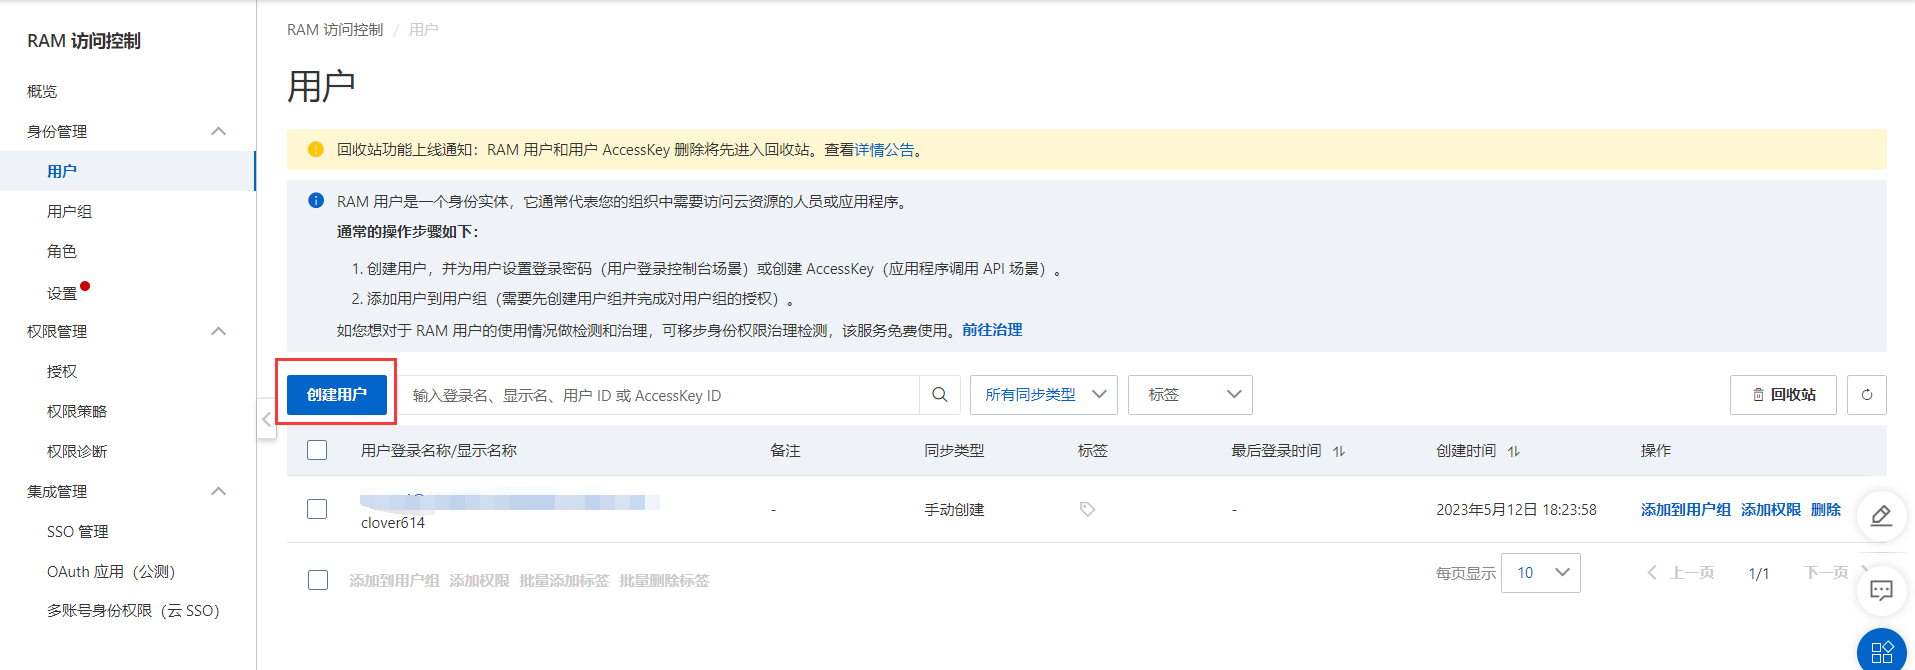 RAM 访问控制
概览
身份管理
用户
用户组
角色
设置
权限管理
授权
权限策略
权限诊断
集成管理
SSO 管理
OAuth 应用（公测）
多账号身份权限（云 SSO）
RAM 访问控制 / 用户
用户
回收站功能上线通知：RAM 用户和用户 AccessKey 删除将先进入回收站。查看详情公告。
RAM 用户是一个身份实体，它通常代表您的组织中需要访问云资源的人员或应用程序。
通常的操作步骤如下：
1. 创建用户，并为用户设置登录密码（用户登录控制台场景）或创建 AccessKey（应用程序调用 API 场景）。
2. 添加用户到用户组（需要先创建用户组并完成对用户组的授权）。
如您想对于 RAM 用户的使用情况做检测和治理，可移步身份权限治理检测，该服务免费使用。前往治理
创建用户 输入登录名、显示名、用户 ID 或 AccessKey ID 所有同步类型 标签 回收站
用户登录名称/显示名称 备注 同步类型 标签 最后登录时间 创建时间 操作
clover614 - 手动创建 - 2023年5月12日 18:23:58 添加到用户组 添加权限 删除
添加到用户组 添加权限 批量添加标签 批量删除标签 每页显示 10 上一页 1/1 下一页